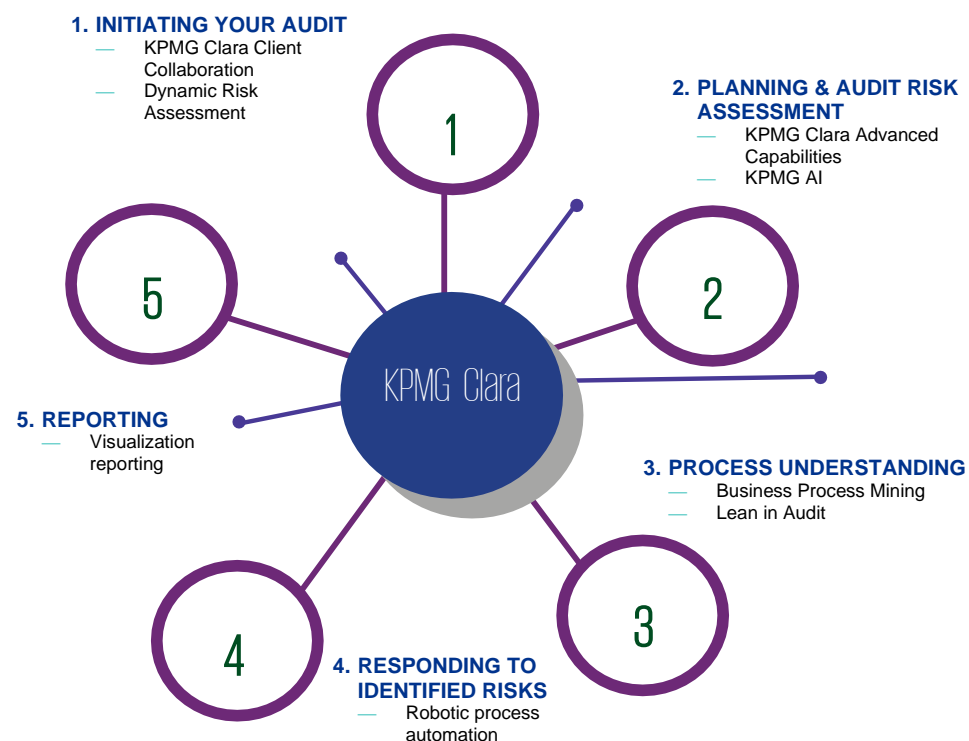 1. INITIATING YOUR AUDIT
— KPMG Clara Client
Collaboration
— Dynamic Risk
Assessment
1
2. PLANNING & AUDIT RISK
ASSESSMENT
— KPMG Clara Advanced
Capabilities
— KPMG AI
5
2
KPMG Clara
5. REPORTING
— Visualization
reporting
3. PROCESS UNDERSTANDING
— Business Process Mining
— Lean in Audit
4
3
4. RESPONDING TO
IDENTIFIED RISKS
— Robotic process
automation